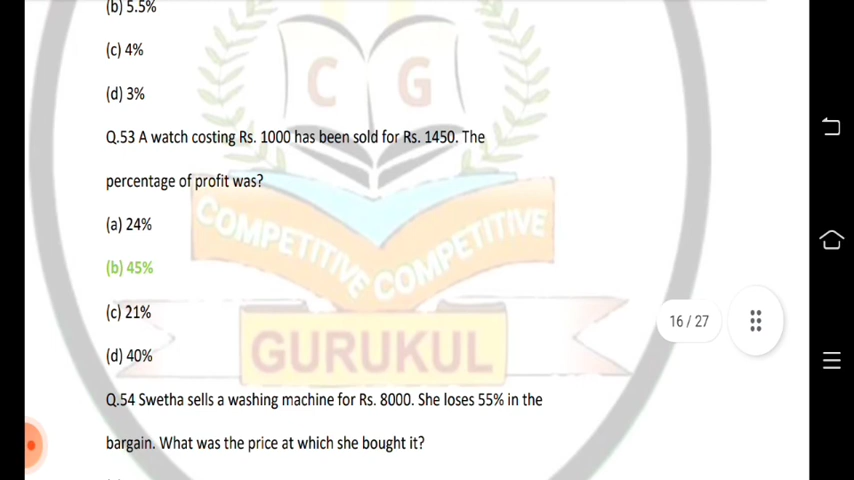 (b) 5.5%
(c) 4%
(d) 3%
C G
Q.53 A watch costing Rs. 1000 has been sold for Rs. 1450. The
percentage of profit was?
(a) 24%
COMPETITIVE COMPETITIVE
(b) 45%
(c) 21%
16 / 27
GURUKUL
(d) 40%
Q.54 Swetha sells a washing machine for Rs. 8000. She loses 55% in the
bargain. What was the price at which she bought it?